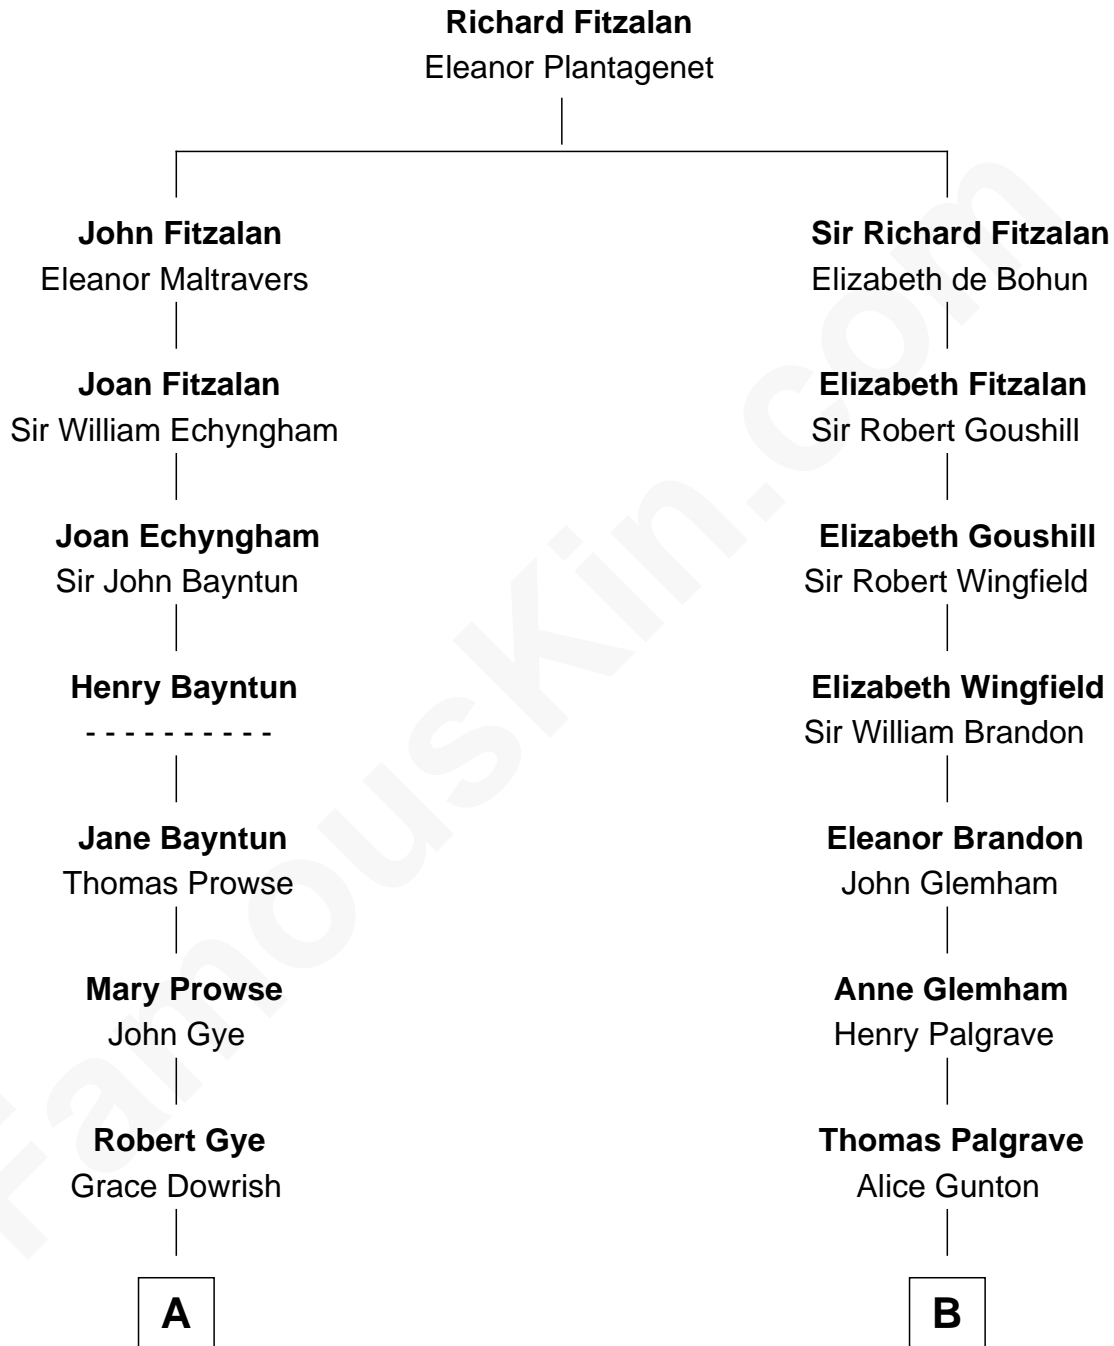 Richard Fitzalan
Eleanor Plantagenet
John Fitzalan
Eleanor Maltravers
Sir Richard Fitzalan
Elizabeth de Bohun
Joan Fitzalan
Sir William Echyngham
Elizabeth Fitzalan
Sir Robert Goushill
Joan Echyngham
Sir John Bayntun
Elizabeth Goushill
Sir Robert Wingfield
Henry Bayntun
- - - - - - - - - -
Elizabeth Wingfield
Sir William Brandon
Jane Bayntun
Thomas Prowse
Eleanor Brandon
John Glemham
Mary Prowse
John Gye
Anne Glemham
Henry Palgrave
Robert Gye
Grace Dowrish
Thomas Palgrave
Alice Gunton
A
B
FamousKin.com